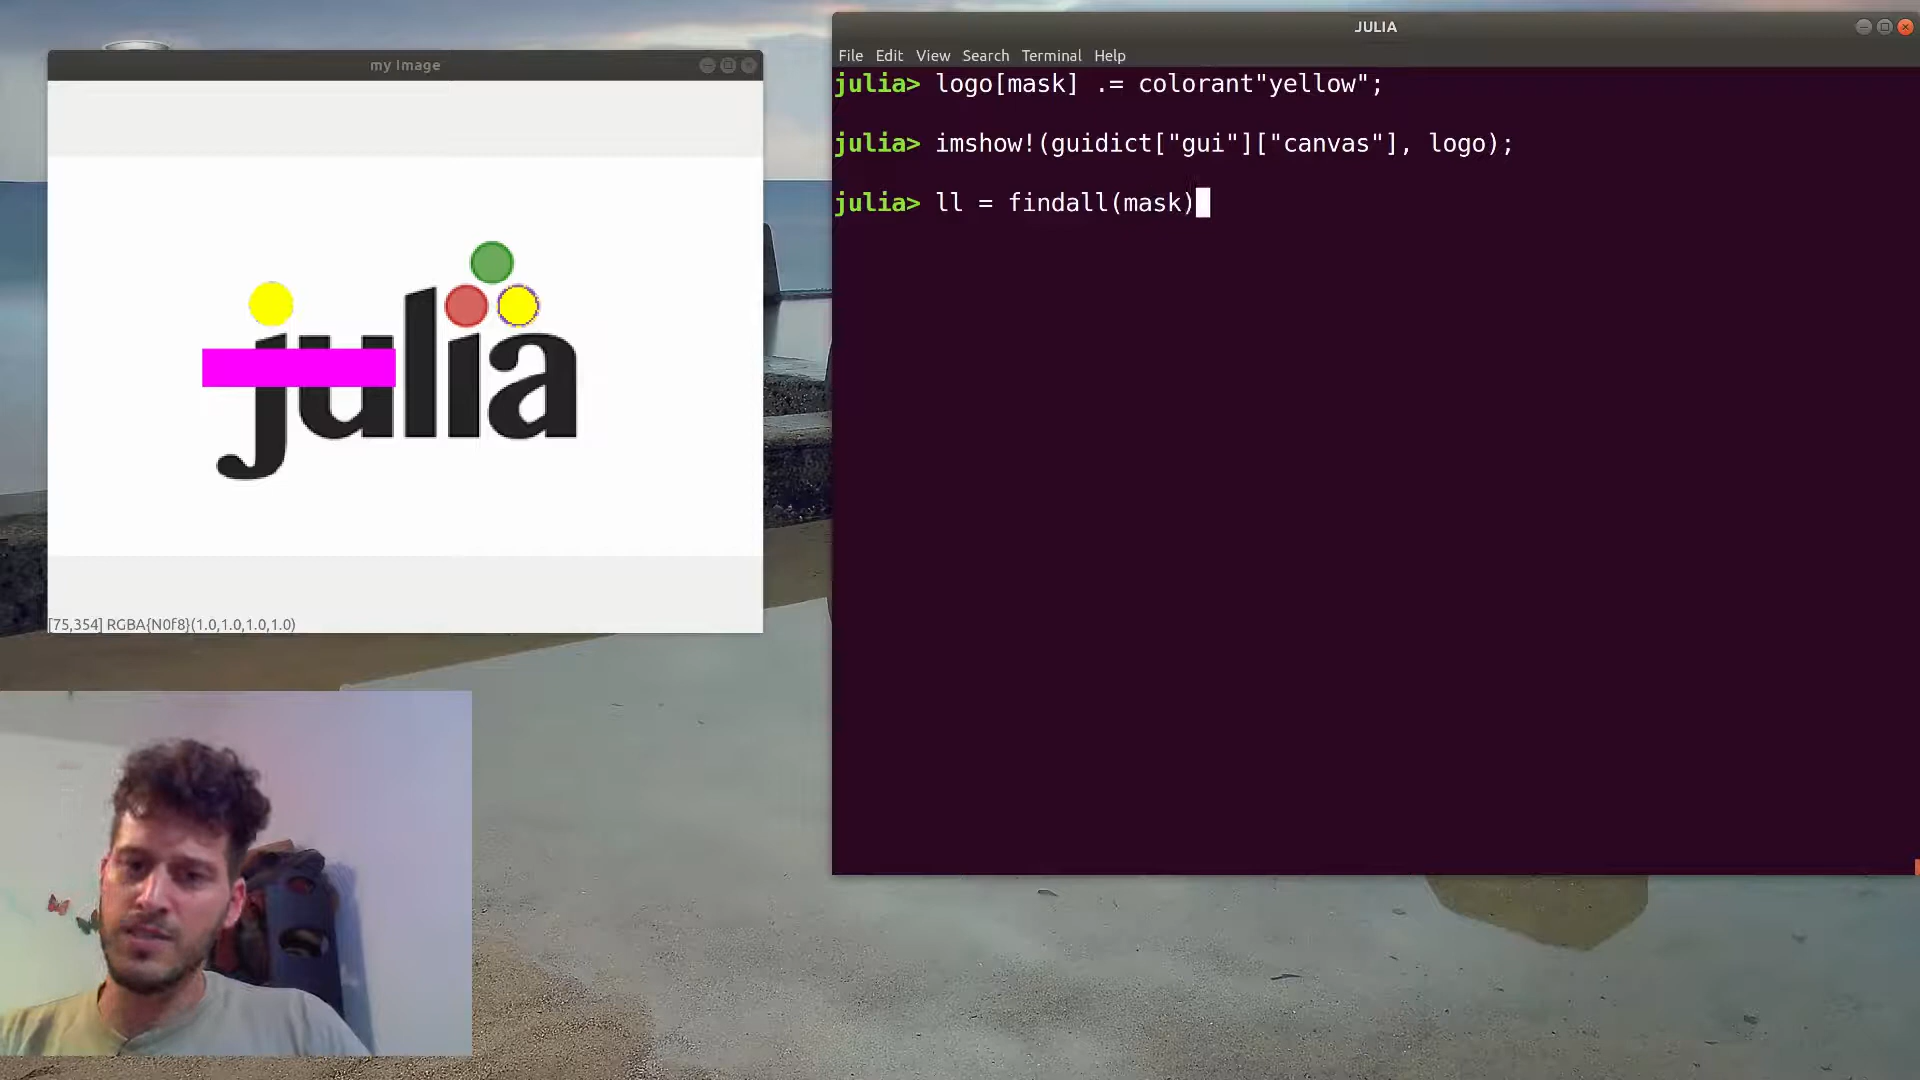 my Image
julia
[75,354] RGBA{N0f8}(1.0,1.0,1.0,1.0)
JULIA
File Edit View Search Terminal Help
julia> logo[mask] .= colorant"yellow";
julia> imshow!(guidict["gui"]["canvas"], logo);
julia> ll = findall(mask)